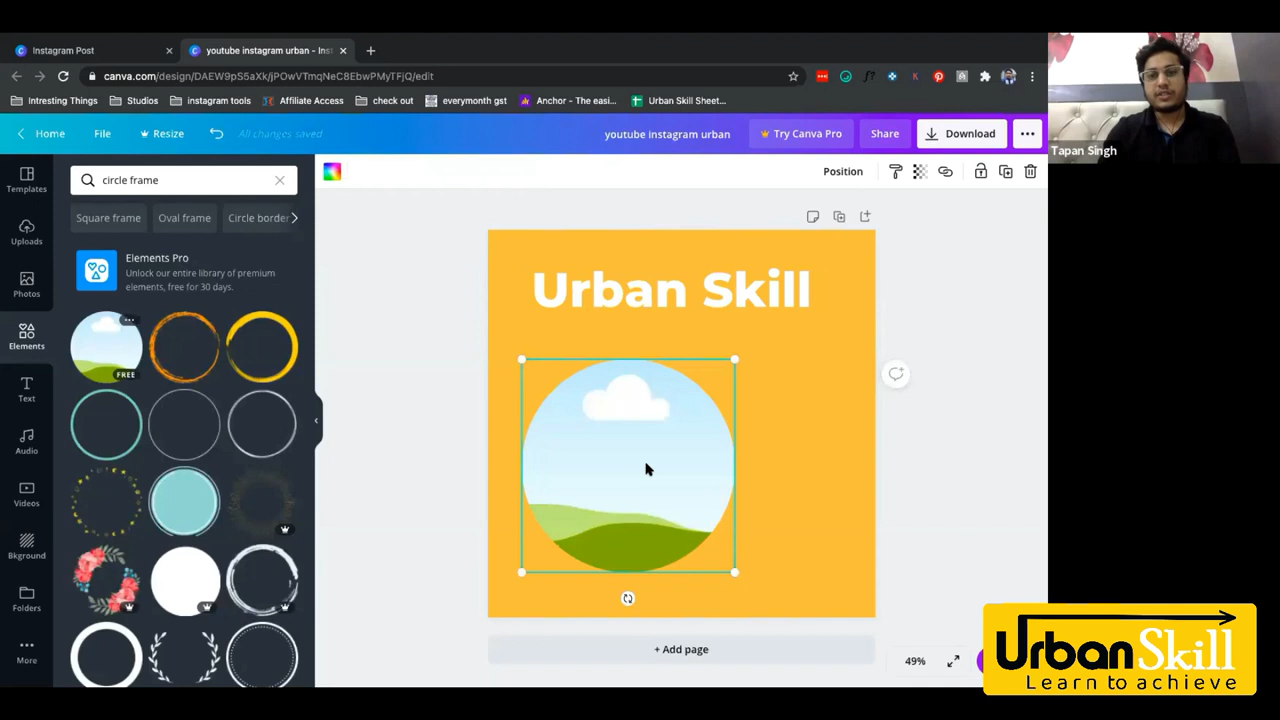 Instagram Post
youtube instagram urban - Ins
canva.com/design/DAEW9pS5aXk/jPOwVTmqNeC8EbwPMyTFjQ/edit
Intresting Things
Studios
instagram tools
Affiliate Access
check out
everymonth gst
Anchor - The easi...
Urban Skill Sheet...
Home
File
Resize
All changes saved
youtube instagram urban
Try Canva Pro
Share
Download
Tapan Singh
Templates
Uploads
Photos
Elements
Text
Audio
Videos
Bkground
Folders
More
circle frame
Square frame
Oval frame
Circle border
Elements Pro
Unlock our entire library of premium
elements, free for 30 days.
FREE
Position
Urban Skill
+ Add page
49%
Urban Skill
Learn to achieve